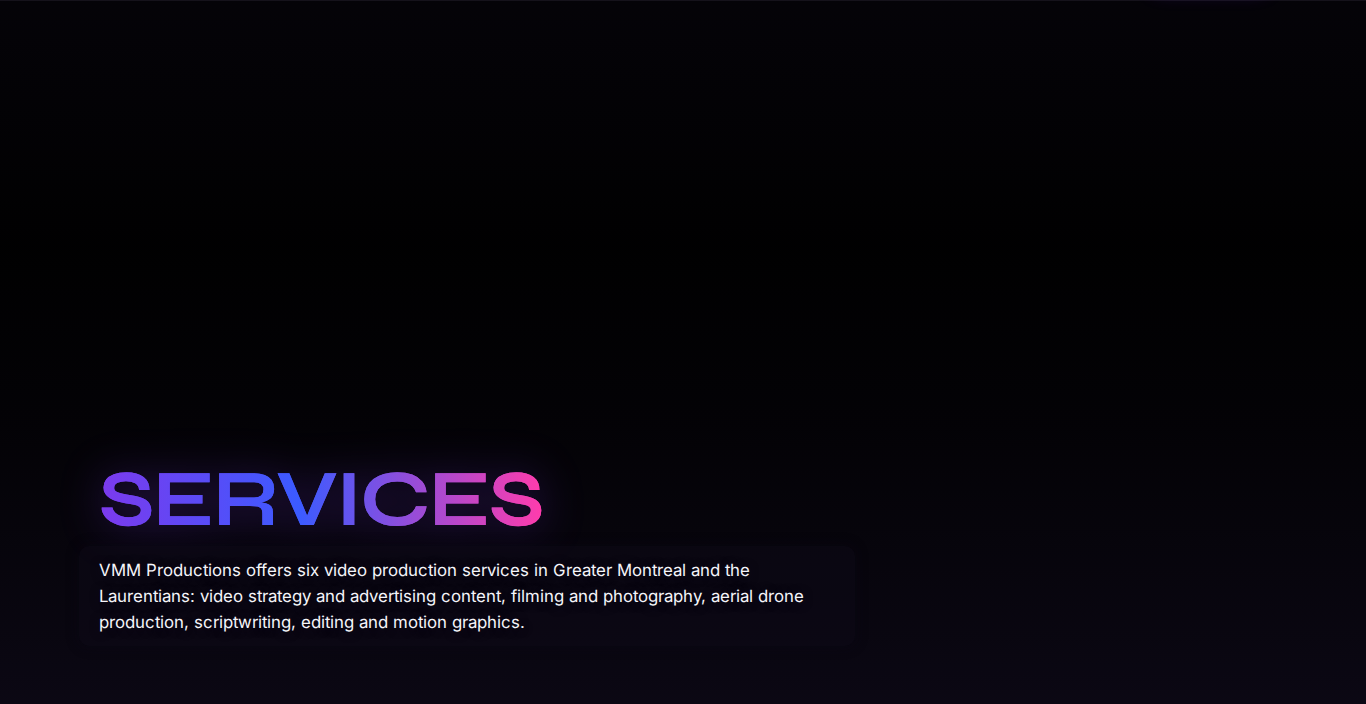 SERVICES
VMM Productions offers six video production services in Greater Montreal and the
Laurentians: video strategy and advertising content, filming and photography, aerial drone
production, scriptwriting, editing and motion graphics.